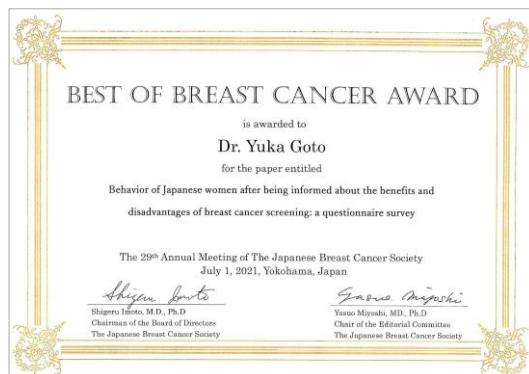 BEST OF BREAST CANCER AWARD
is awarded to
Dr. Yuka Goto
for the paper entitled
Behavior of Japanese women after being informed about the benefits and
disadvantages of breast cancer screening: a questionnaire survey
The 29th Annual Meeting of The Japanese Breast Cancer Society
July 1, 2021, Yokohama, Japan
Shigeru Imoto
Shigeru Imoto, M.D., Ph.D
Chairman of the Board of Directors
The Japanese Breast Cancer Society
Yasuo Miyoshi
Yasuo Miyoshi, MD., Ph.D
Chair of the Editorial Committee
The Japanese Breast Cancer Society